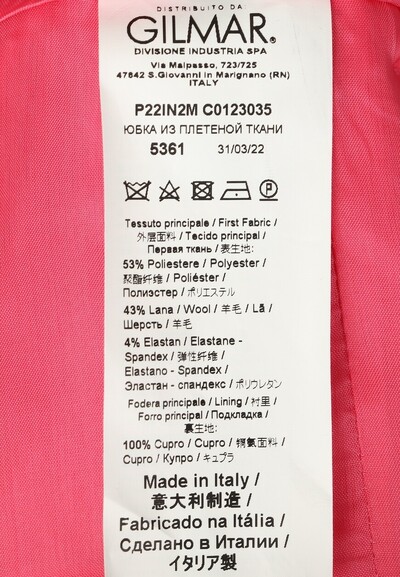 DISTRIBUITO DA
GILMAR®
DIVISIONE INDUSTRIA SPA
Via Malpasso, 723/725
47842 S.Giovanni in Marignano (RN)
ITALY
P22IN2M C0123035
ЮБКА ИЗ ПЛЕТЕНОЙ ТКАНИ
5361 31/03/22
P
Tessuto principale / First Fabric /
外层面料 / Tecido principal /
Первая ткань / 表生地:
53% Poliestere / Polyester /
聚酯纤维 / Poliéster /
Полиэстер / ポリエステル
43% Lana / Wool / 羊毛 / Lã /
Шерсть / 羊毛
4% Elastan / Elastane -
Spandex / 弹性纤维 /
Elastano - Spandex /
Эластан - спандекс / ポリウレタン
Fodera principale / Lining / 衬里 /
Forro principal / Подкладка /
裏生地:
100% Cupro / Cupro / 铜氨面料 /
Cupro / Купро / キュプラ
Made in Italy /
意大利制造 /
Fabricado na Itália /
Сделано в Италии /
イタリア製